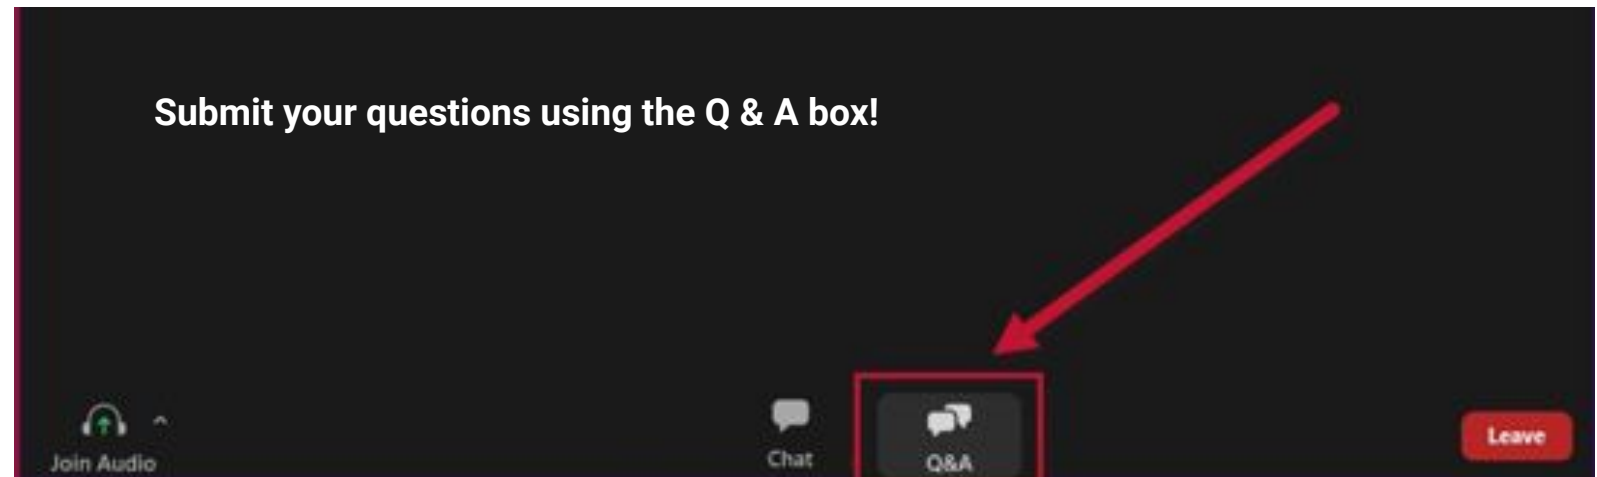 Submit your questions using the Q & A box!
Join Audio
Chat
Q&A
Leave